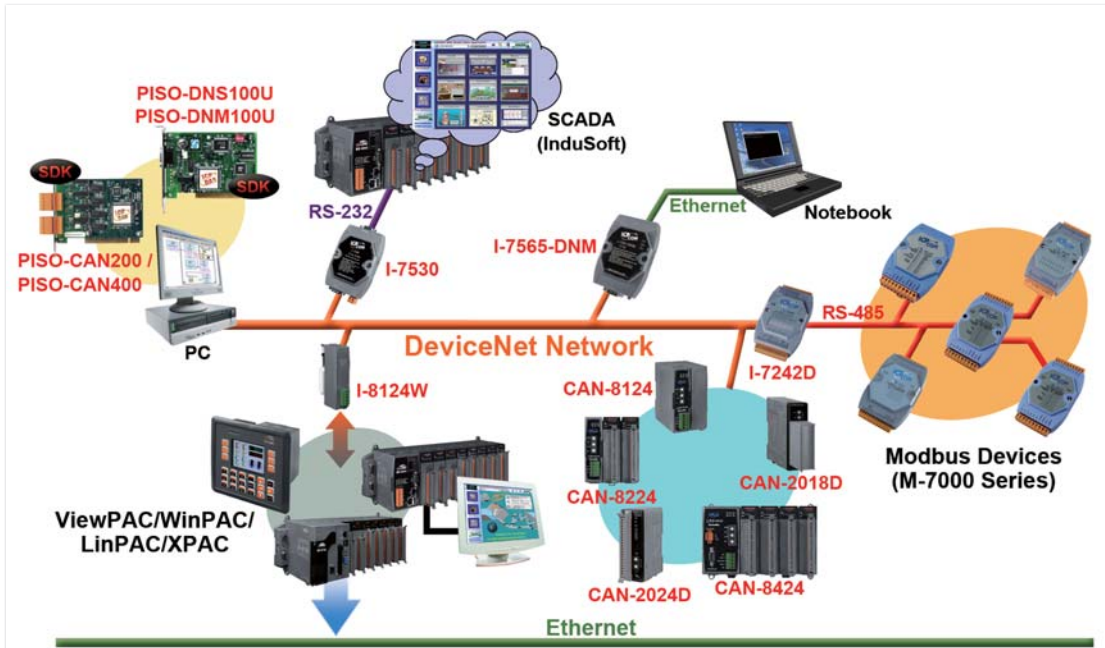 PISO-DNS100U
PISO-DNM100U
SDK
SDK
PISO-CAN200 /
PISO-CAN400
PC
SCADA
(InduSoft)
RS-232
I-7530
Ethernet
Notebook
I-7565-DNM
RS-485
DeviceNet Network
I-7242D
I-8124W
CAN-8124
CAN-8224
CAN-2018D
CAN-2024D
CAN-8424
Modbus Devices
(M-7000 Series)
ViewPAC/WinPAC/
LinPAC/XPAC
Ethernet